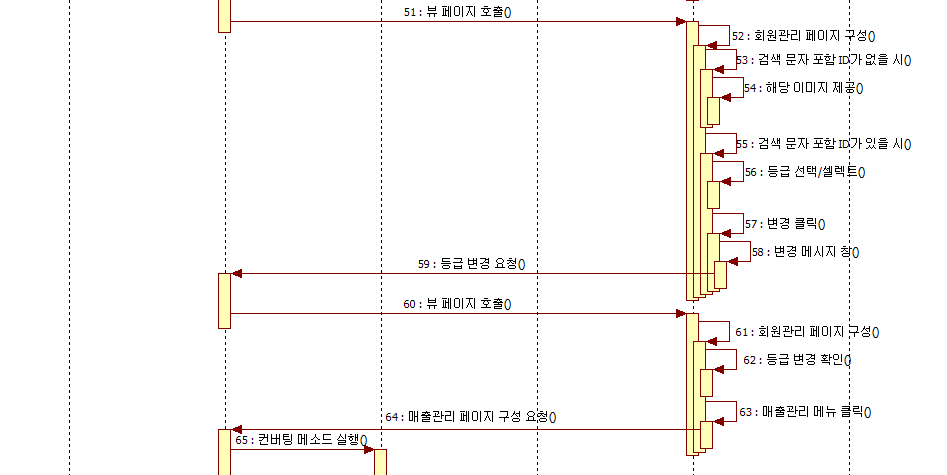 51 : 뷰 페이지 호출()
52 : 회원관리 페이지 구성()
53 : 검색 문자 포함 ID가 없을 시()
54 : 해당 이미지 제공()
55 : 검색 문자 포함 ID가 있을 시()
56 : 등급 선택/셀렉트()
57 : 변경 클릭()
58 : 변경 메시지 창()
59 : 등급 변경 요청()
60 : 뷰 페이지 호출()
61 : 회원관리 페이지 구성()
62 : 등급 변경 확인()
63 : 매출관리 메뉴 클릭()
64 : 매출관리 페이지 구성 요청()
65 : 컨버팅 메소드 실행()